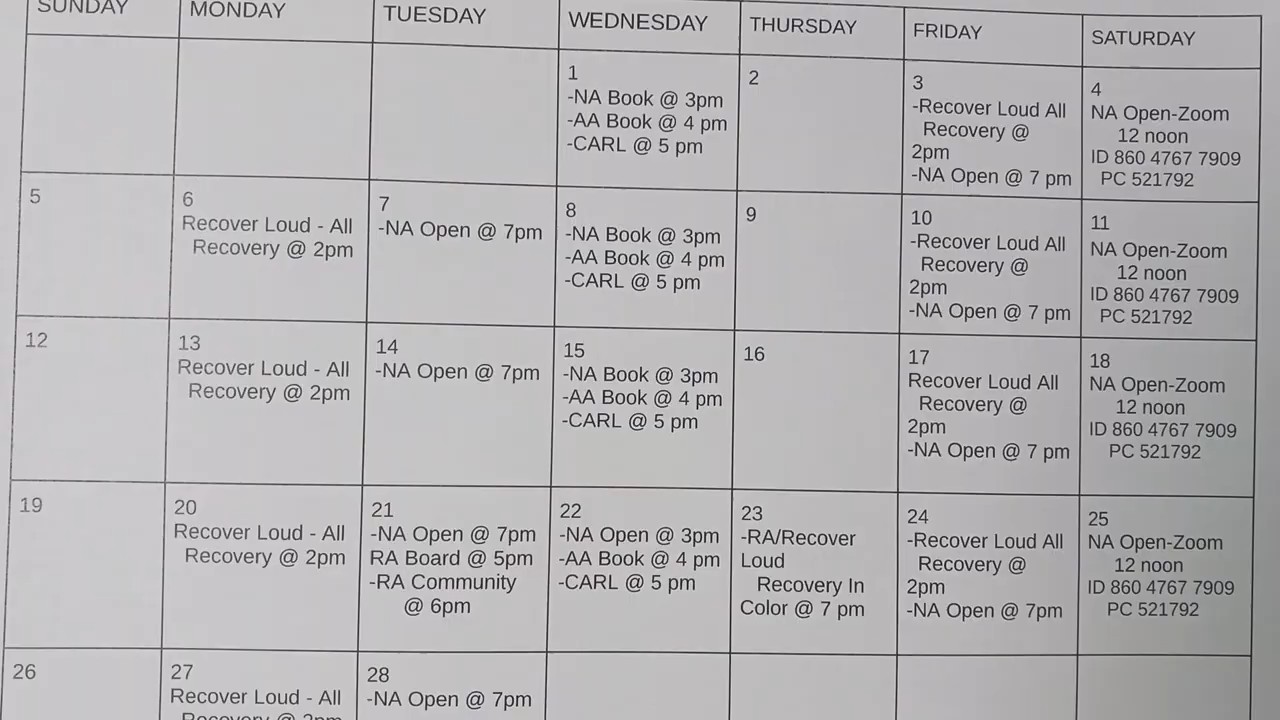 SUNDAY MONDAY TUESDAY WEDNESDAY THURSDAY FRIDAY SATURDAY
1
-NA Book @ 3pm
-AA Book @ 4 pm
-CARL @ 5 pm
2
3
-Recover Loud All
Recovery @
2pm
-NA Open @ 7 pm
4
NA Open-Zoom
12 noon
ID 860 4767 7909
PC 521792
5
6
Recover Loud - All
Recovery @ 2pm
7
-NA Open @ 7pm
8
-NA Book @ 3pm
-AA Book @ 4 pm
-CARL @ 5 pm
9
10
-Recover Loud All
Recovery @
2pm
-NA Open @ 7 pm
11
NA Open-Zoom
12 noon
ID 860 4767 7909
PC 521792
12
13
Recover Loud - All
Recovery @ 2pm
14
-NA Open @ 7pm
15
-NA Book @ 3pm
-AA Book @ 4 pm
-CARL @ 5 pm
16
17
Recover Loud All
Recovery @
2pm
-NA Open @ 7 pm
18
NA Open-Zoom
12 noon
ID 860 4767 7909
PC 521792
19
20
Recover Loud - All
Recovery @ 2pm
21
-NA Open @ 7pm
RA Board @ 5pm
-RA Community
@ 6pm
22
-NA Open @ 3pm
-AA Book @ 4 pm
-CARL @ 5 pm
23
-RA/Recover
Loud
Recovery In
Color @ 7 pm
24
-Recover Loud All
Recovery @
2pm
-NA Open @ 7pm
25
NA Open-Zoom
12 noon
ID 860 4767 7909
PC 521792
26
27
Recover Loud - All
Recovery @ 2pm
28
-NA Open @ 7pm